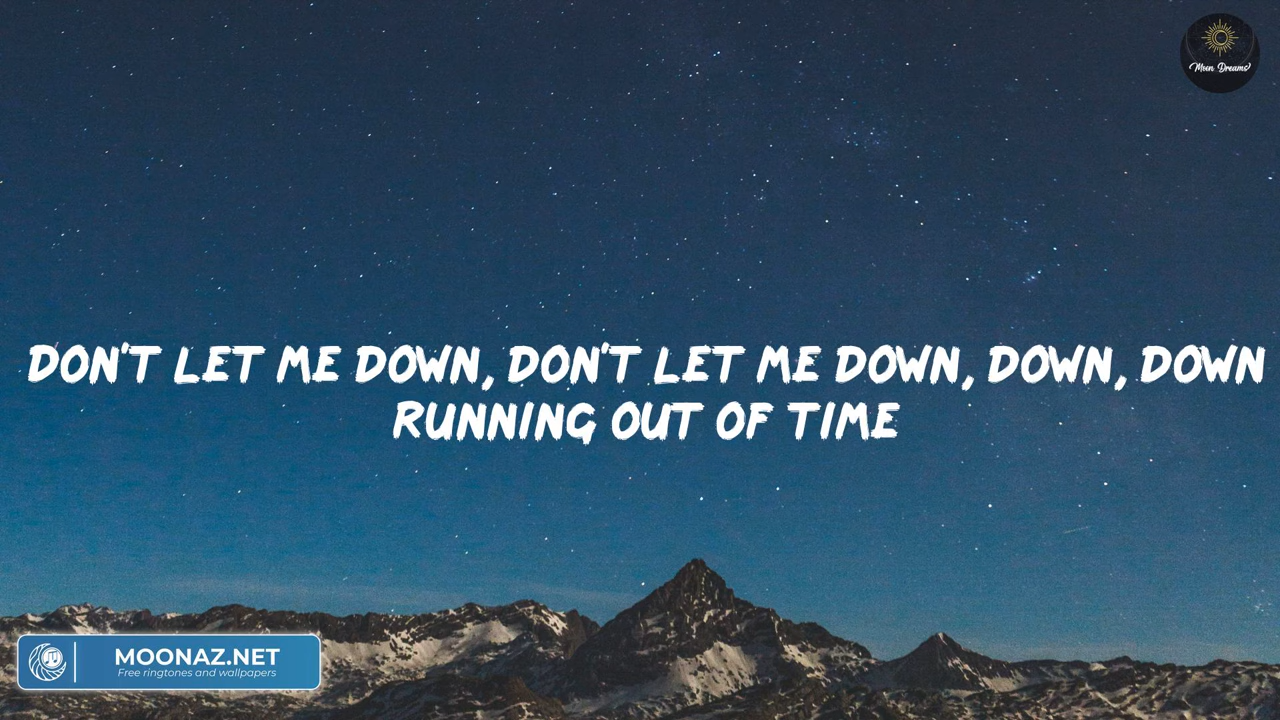 Moon Dreams
DON'T LET ME DOWN, DON'T LET ME DOWN, DOWN, DOWN
RUNNING OUT OF TIME
MOONAZ.NET
Free ringtones and wallpapers